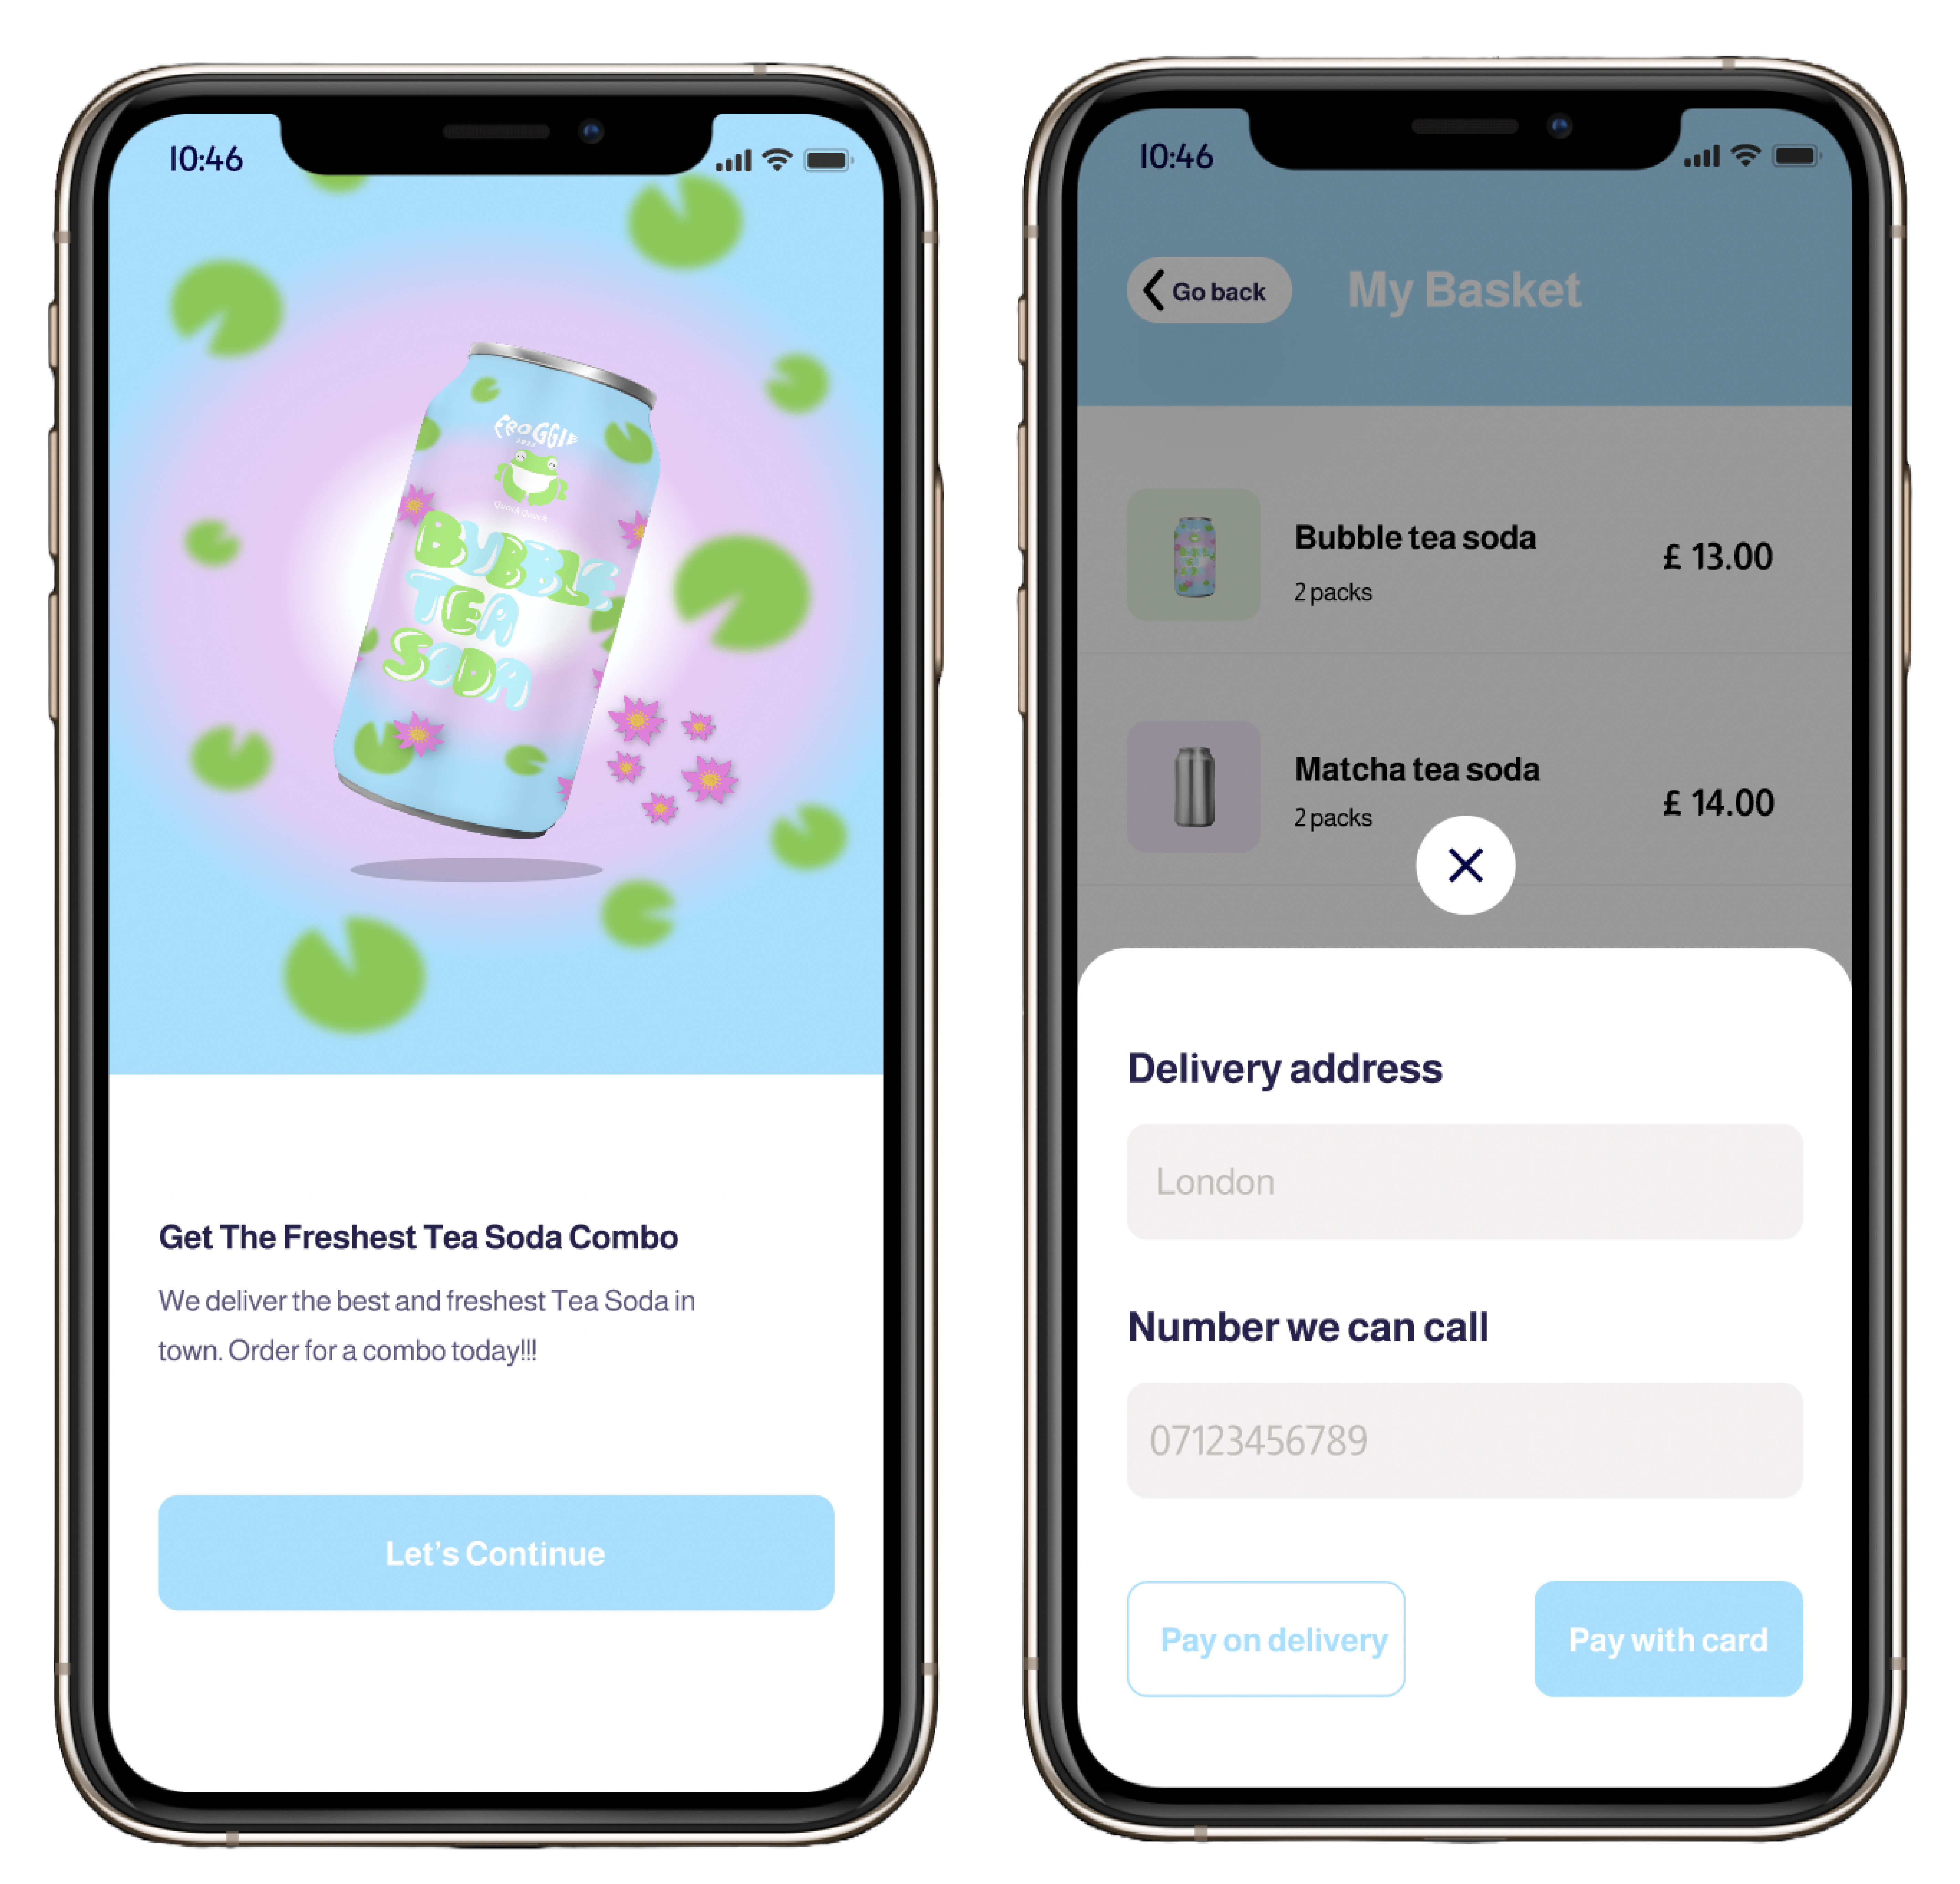 10:46
FROGGIE
SODA
Quack Quack
BUBBLE
TEA
SODA
Get The Freshest Tea Soda Combo
We deliver the best and freshest Tea Soda in
town. Order for a combo today!!!
Let's Continue
10:46
Go back
My Basket
Bubble tea soda
2 packs
£ 13.00
Matcha tea soda
2 packs
£ 14.00
Delivery address
London
Number we can call
07123456789
Pay on delivery
Pay with card